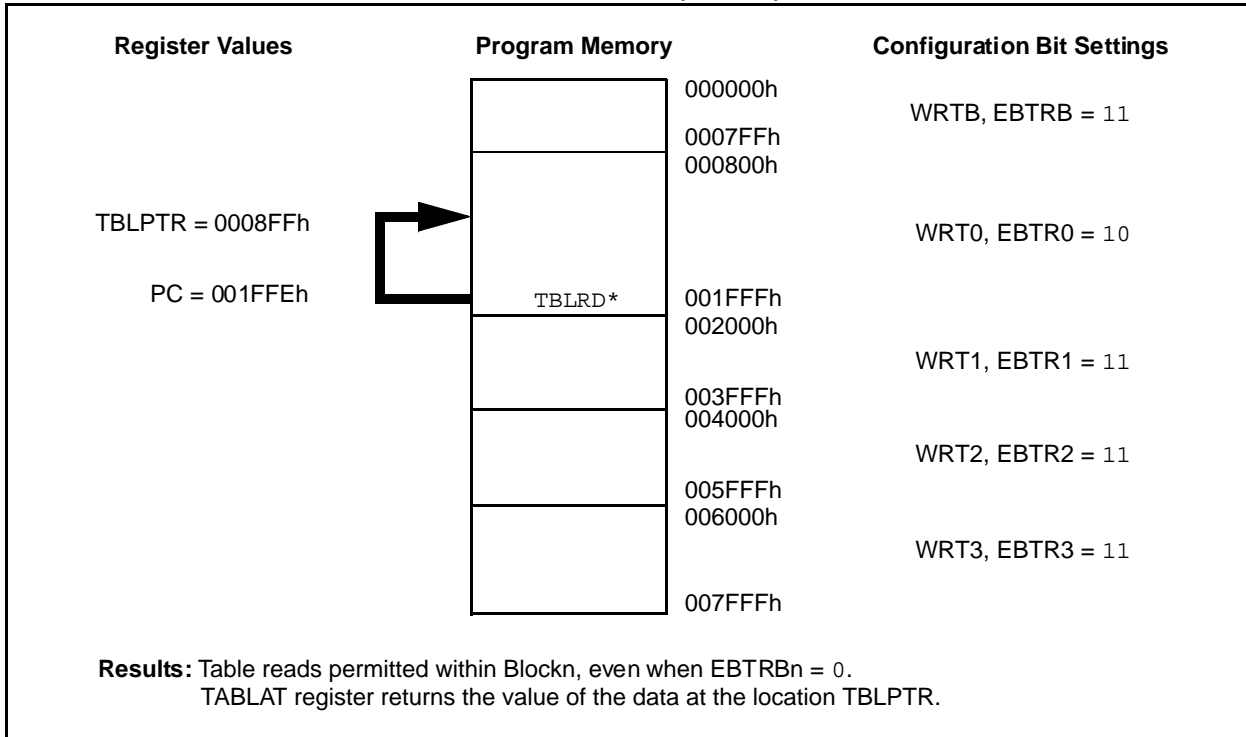 Register Values Program Memory Configuration Bit Settings
000000h
WRTB, EBTRB = 11
0007FFh
000800h
TBLPTR = 0008FFh
WRT0, EBTR0 = 10
PC = 001FFEh
TBLRD*
001FFFh
002000h
WRT1, EBTR1 = 11
003FFFh
004000h
WRT2, EBTR2 = 11
005FFFh
006000h
WRT3, EBTR3 = 11
007FFFh
Results: Table reads permitted within Blockn, even when EBTRBn = 0.
TABLAT register returns the value of the data at the location TBLPTR.